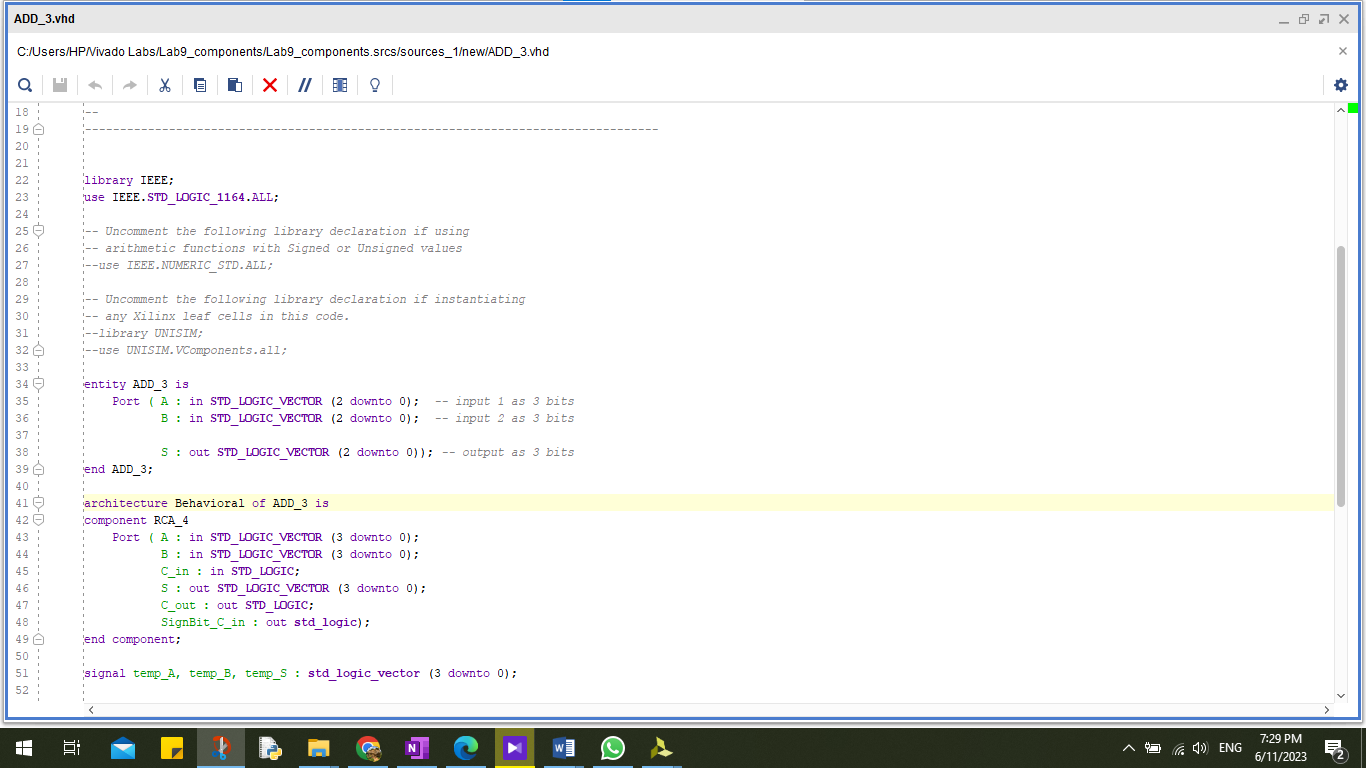 ADD_3.vhd
C:/Users/HP/Vivado Labs/Lab9_components/Lab9_components.srcs/sources_1/new/ADD_3.vhd
18 --
19 ----------------------------------------------------------------------------------
20
21
22 library IEEE;
23 use IEEE.STD_LOGIC_1164.ALL;
24
25 -- Uncomment the following library declaration if using
26 -- arithmetic functions with Signed or Unsigned values
27 --use IEEE.NUMERIC_STD.ALL;
28
29 -- Uncomment the following library declaration if instantiating
30 -- any Xilinx leaf cells in this code.
31 --library UNISIM;
32 --use UNISIM.VComponents.all;
33
34 entity ADD_3 is
35     Port ( A : in STD_LOGIC_VECTOR (2 downto 0);  -- input 1 as 3 bits
36            B : in STD_LOGIC_VECTOR (2 downto 0);  -- input 2 as 3 bits
37
38            S : out STD_LOGIC_VECTOR (2 downto 0)); -- output as 3 bits
39 end ADD_3;
40
41 architecture Behavioral of ADD_3 is
42 component RCA_4
43     Port ( A : in STD_LOGIC_VECTOR (3 downto 0);
44            B : in STD_LOGIC_VECTOR (3 downto 0);
45            C_in : in STD_LOGIC;
46            S : out STD_LOGIC_VECTOR (3 downto 0);
47            C_out : out STD_LOGIC;
48            SignBit_C_in : out std_logic);
49 end component;
50
51 signal temp_A, temp_B, temp_S : std_logic_vector (3 downto 0);
52
ENG
7:29 PM
6/11/2023
2